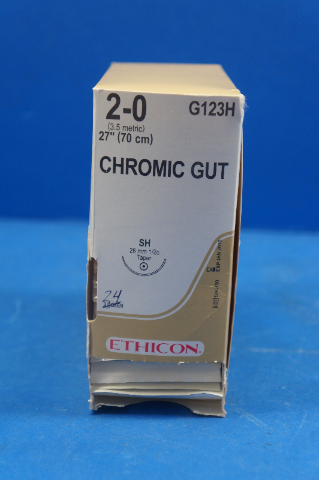 2-0
G123H
(3.5 metric)
27" (70 cm)
CHROMIC GUT
SH
26 mm 1/2c
Taper
24
ETHICON